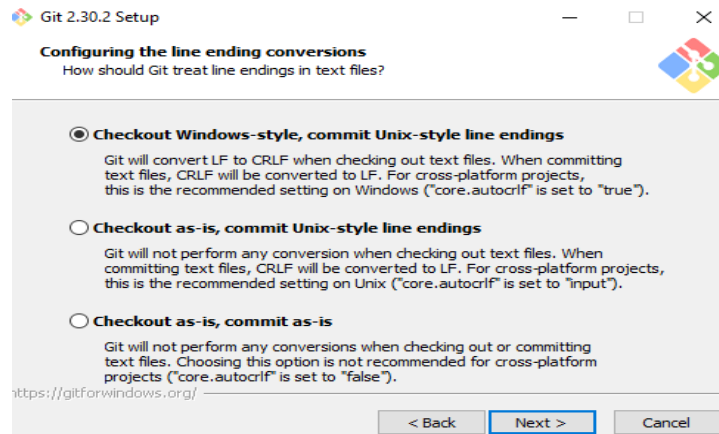 Git 2.30.2 Setup
Configuring the line ending conversions
How should Git treat line endings in text files?
Checkout Windows-style, commit Unix-style line endings
Git will convert LF to CRLF when checking out text files. When committing
text files, CRLF will be converted to LF. For cross-platform projects,
this is the recommended setting on Windows ("core.autocrlf" is set to "true").
Checkout as-is, commit Unix-style line endings
Git will not perform any conversion when checking out text files. When
committing text files, CRLF will be converted to LF. For cross-platform projects,
this is the recommended setting on Unix ("core.autocrlf" is set to "input").
Checkout as-is, commit as-is
Git will not perform any conversions when checking out or committing
text files. Choosing this option is not recommended for cross-platform
projects ("core.autocrlf" is set to "false").
https://gitforwindows.org/
< Back Next > Cancel